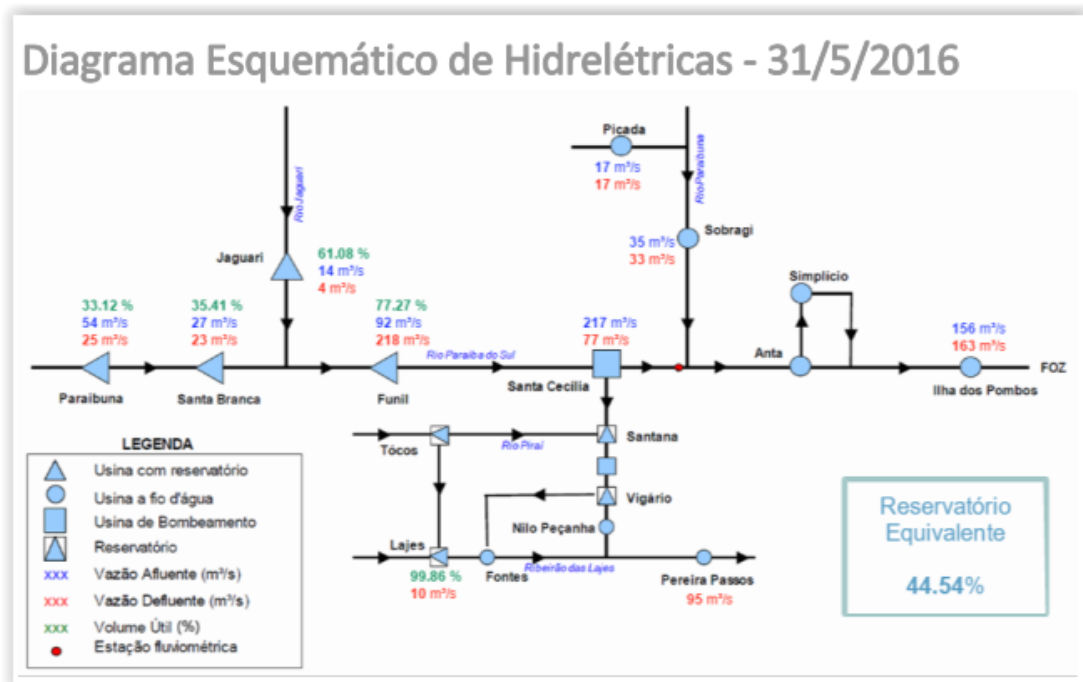 Diagrama Esquemático de Hidrelétricas - 31/5/2016
Picada
17 m³/s
17 m³/s
Rio Jaguari
Rio Paraibuna
Jaguari
61.08 %
14 m³/s
4 m³/s
Sobragi
35 m³/s
33 m³/s
Simplício
33.12 %
54 m³/s
25 m³/s
35.41 %
27 m³/s
23 m³/s
77.27 %
92 m³/s
218 m³/s
Rio Paraiba do Sul
217 m³/s
77 m³/s
Anta
156 m³/s
163 m³/s
FOZ
Paraibuna
Santa Branca
Funil
Santa Cecília
Ilha dos Pombos
Tócos
Rio Piraí
Santana
Vigário
Nilo Peçanha
Lajes
99.86 %
10 m³/s
Fontes
Ribeirão das Lajes
Pereira Passos
95 m³/s
LEGENDA
Usina com reservatório
Usina a fio d'água
Usina de Bombeamento
Reservatório
xxx Vazão Afluente (m³/s)
xxx Vazão Defluente (m³/s)
xxx Volume Útil (%)
Estação fluviométrica
Reservatório
Equivalente
44.54%